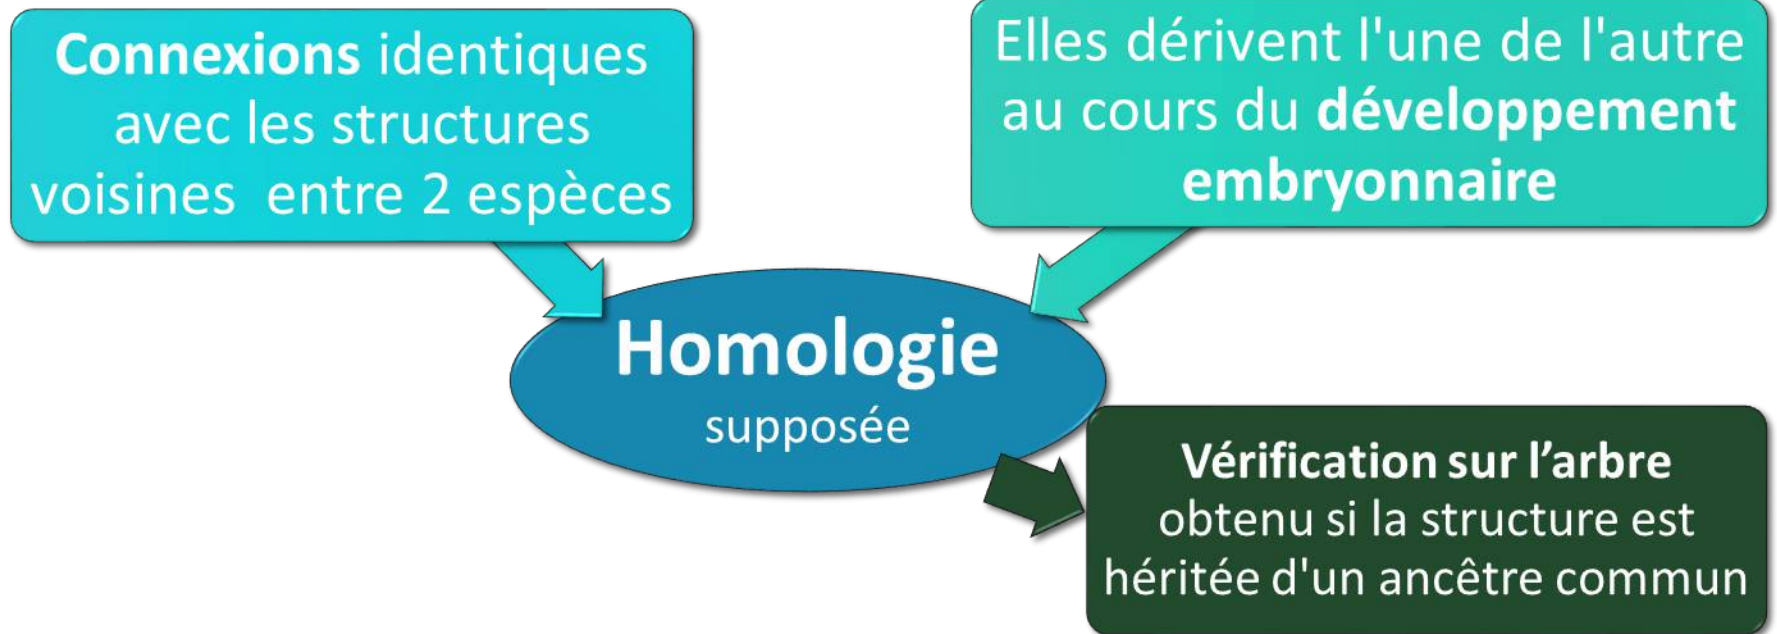 Connexions identiques
avec les structures
voisines entre 2 espèces
Elles dérivent l'une de l'autre
au cours du développement
embryonnaire
Homologie
supposée
Vérification sur l’arbre
obtenu si la structure est
héritée d'un ancêtre commun